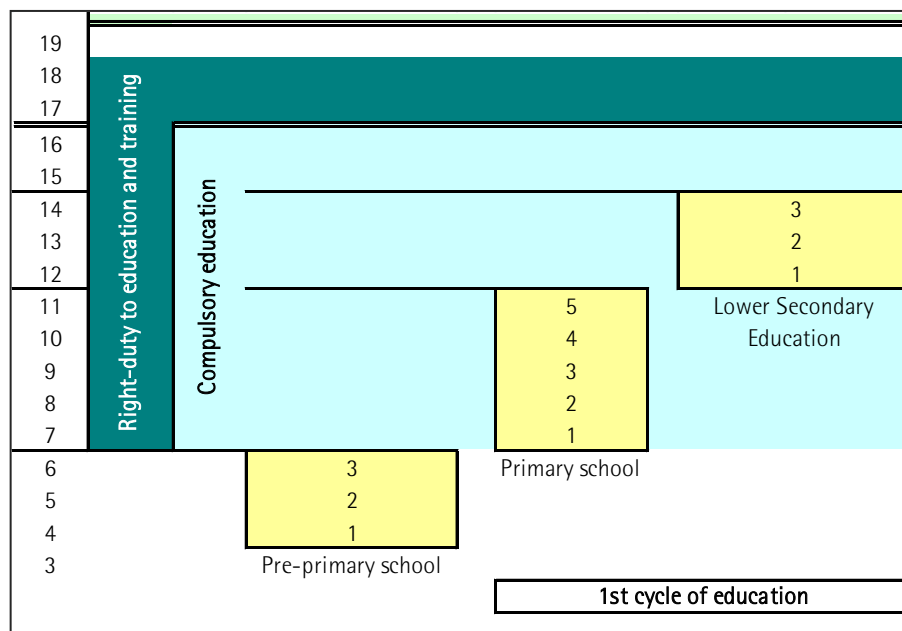 19
18
17
16
15
14 3
13 2
12 1
11 5 Lower Secondary
10 4 Education
9 3
8 2
7 1
6 3 Primary school
5 2
4 1
3 Pre-primary school
1st cycle of education
Right-duty to education and training
Compulsory education